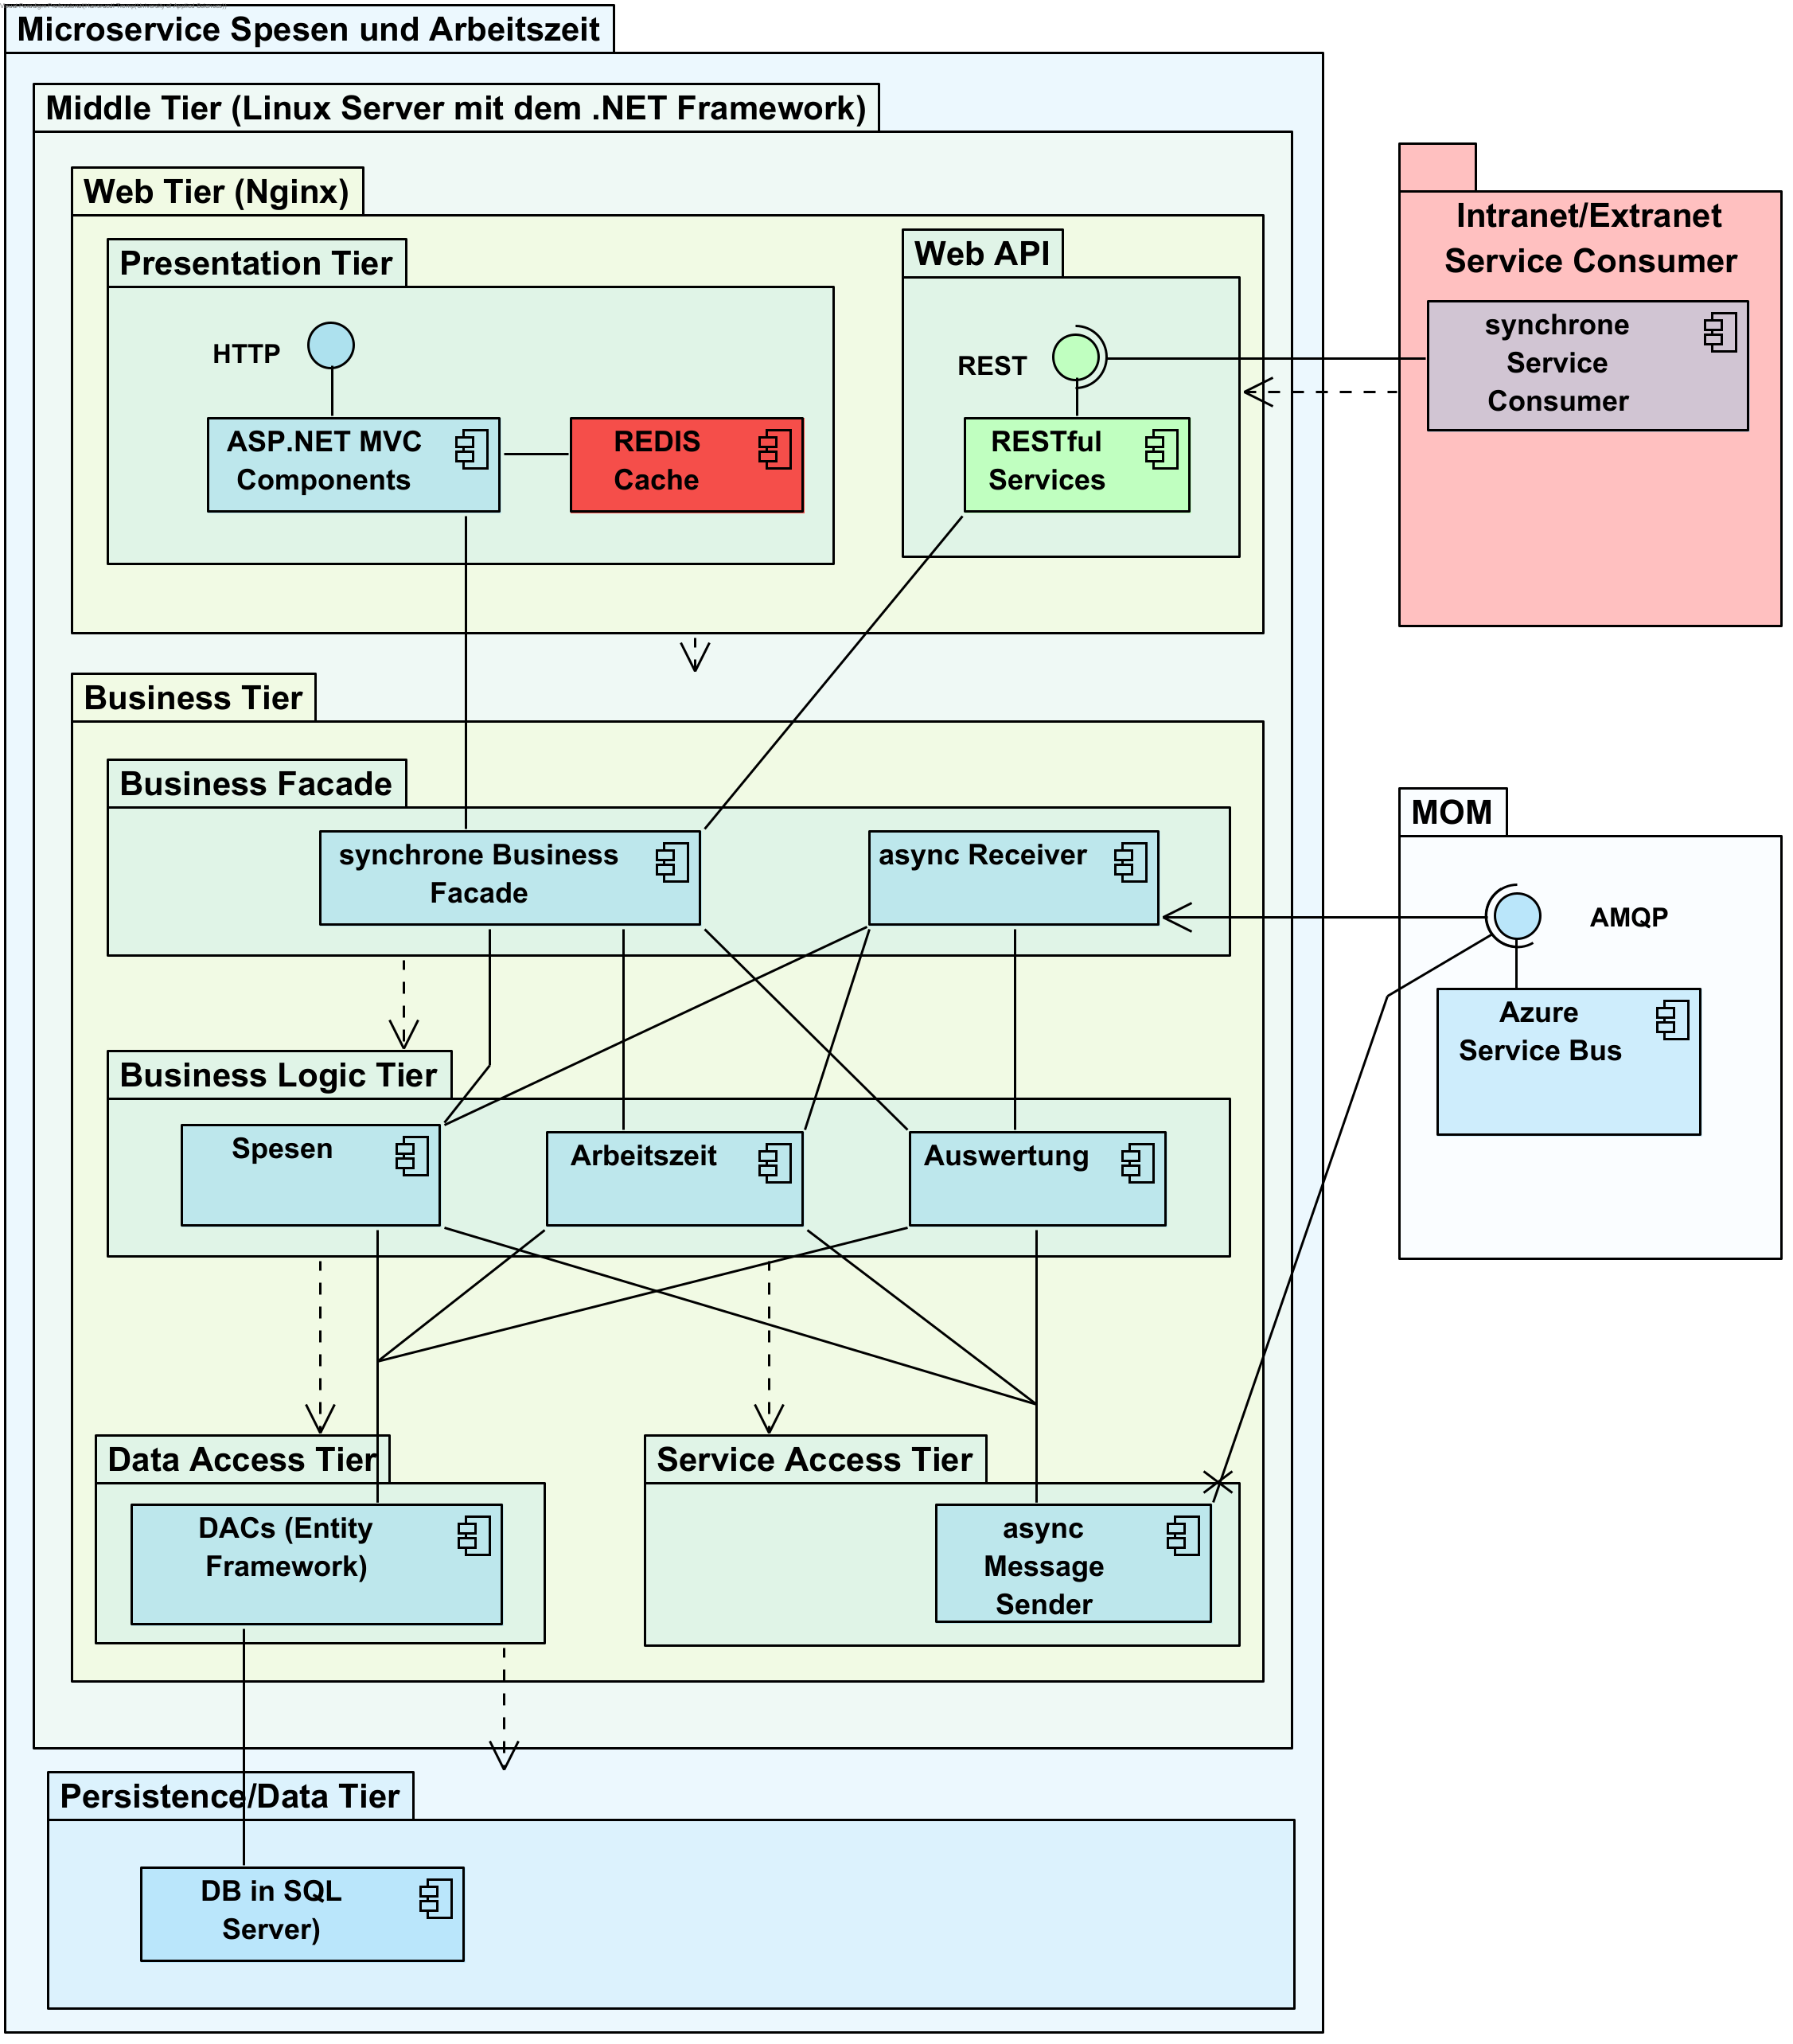 Microservice Spesen und Arbeitszeit
Middle Tier (Linux Server mit dem .NET Framework)
Web Tier (Nginx)
Presentation Tier
HTTP
ASP.NET MVC
Components
REDIS
Cache
Web API
REST
RESTful
Services
Intranet/Extranet
Service Consumer
synchrone
Service
Consumer
Business Tier
Business Facade
synchrone Business
Facade
async Receiver
MOM
AMQP
Azure
Service Bus
Business Logic Tier
Spesen
Arbeitszeit
Auswertung
Data Access Tier
DACs (Entity
Framework)
Service Access Tier
async
Message
Sender
Persistence/Data Tier
DB in SQL
Server)